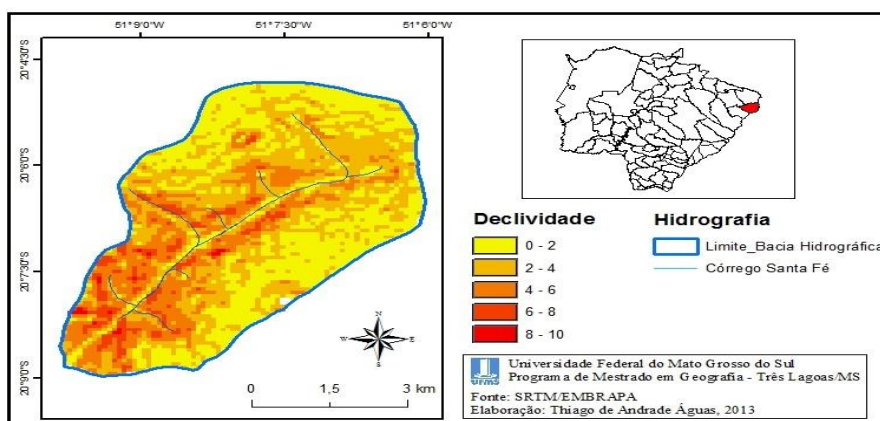 51°9'0"W
51°7'30"W
51°6'0"W
20°4'30"S
20°6'0"S
20°7'30"S
20°9'0"S
N
W
E
S
0 1,5 3 km
Declividade
0 - 2
2 - 4
4 - 6
6 - 8
8 - 10
Hidrografia
Limite_Bacia Hidrográfica
Córrego Santa Fé
UFMS
Universidade Federal do Mato Grosso do Sul
Programa de Mestrado em Geografia - Três Lagoas/MS
Fonte: SRTM/EMBRAPA
Elaboração: Thiago de Andrade Águas, 2013